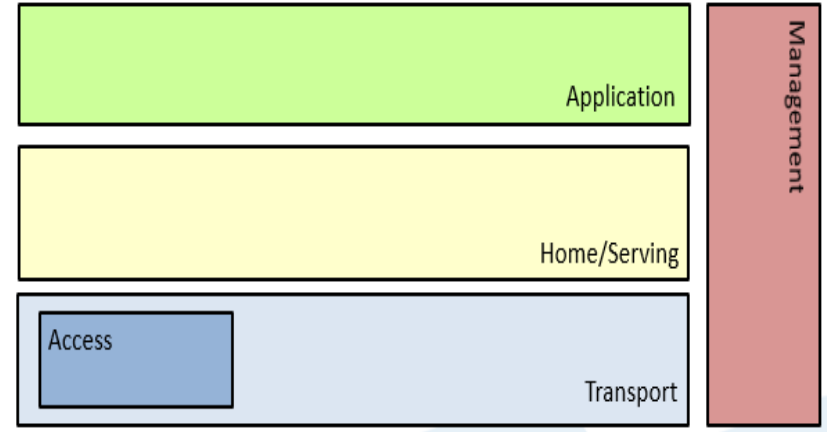 Application
Management
Home/Serving
Access
Transport